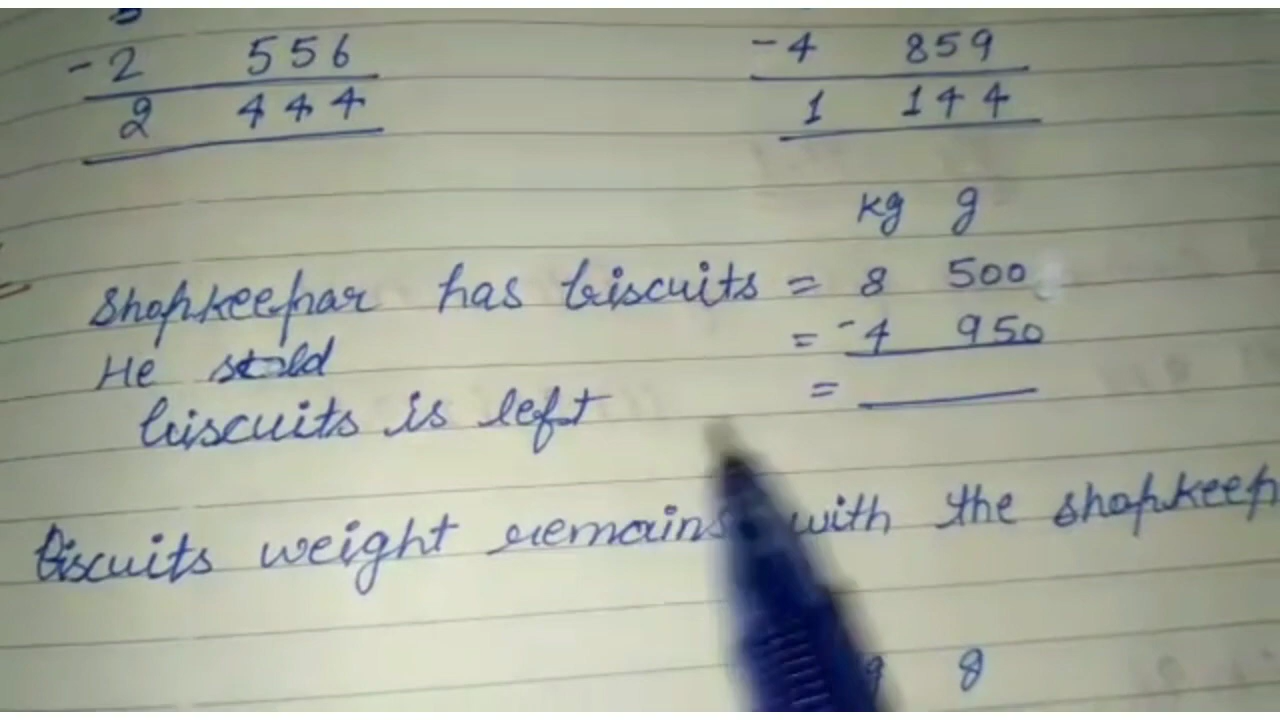 - 2 556 - 4 859
2 444 1 144
kg g
Shopkeepar has biscuits = 8 500
He sold = - 4 950
biscuits is left =
Biscuits weight remains with the shopkeep
g